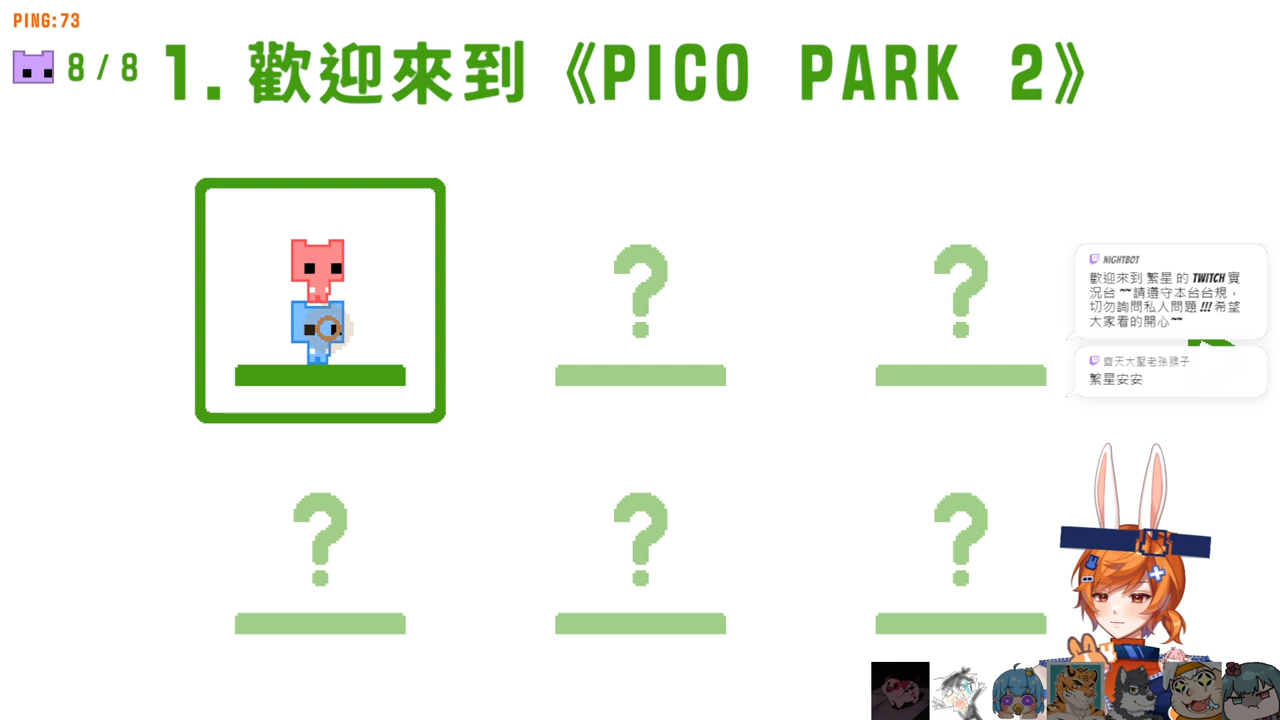 PING:73
8 / 8
1. 歡迎來到《PICO PARK 2》
?
?
NIGHTBOT
歡迎來到 繁星 的 TWITCH 實
況台 ~~ 請遵守本台台規，
切勿詢問私人問題 !!! 希望
大家看的開心~~
齊天大聖老孫猴子
繁星安安
?
?
?